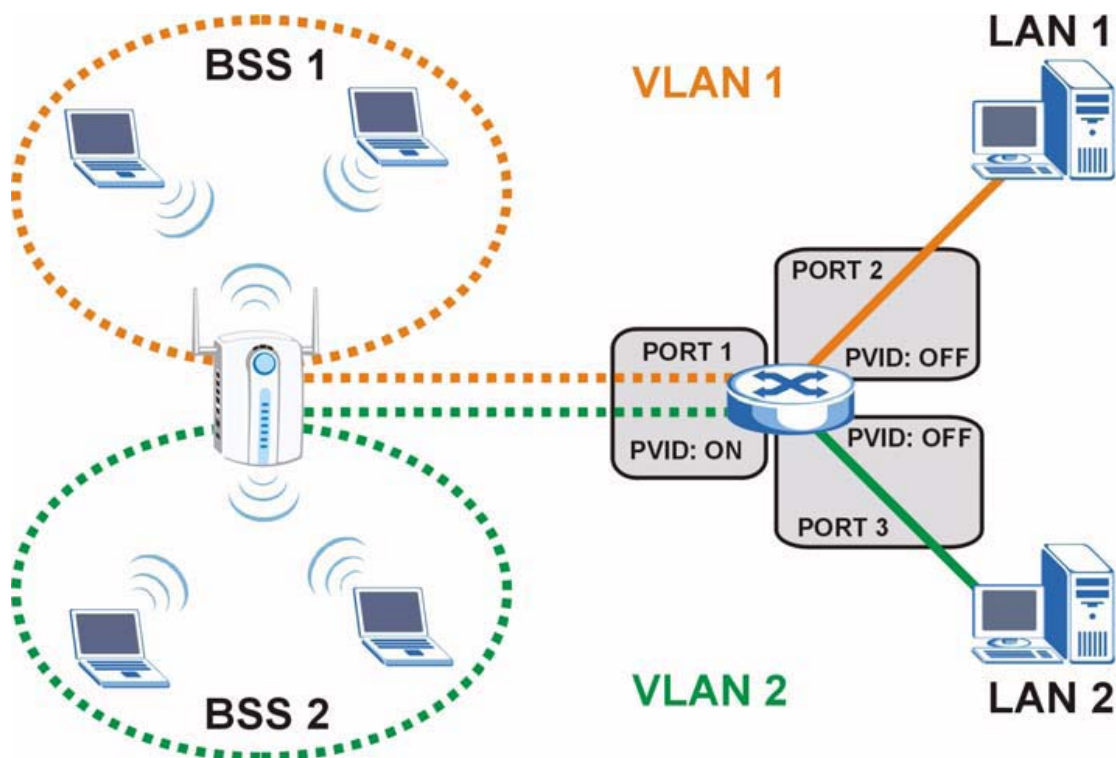 BSS 1
VLAN 1
LAN 1
PORT 2
PVID: OFF
PORT 1
PVID: ON
PVID: OFF
PORT 3
BSS 2
VLAN 2
LAN 2